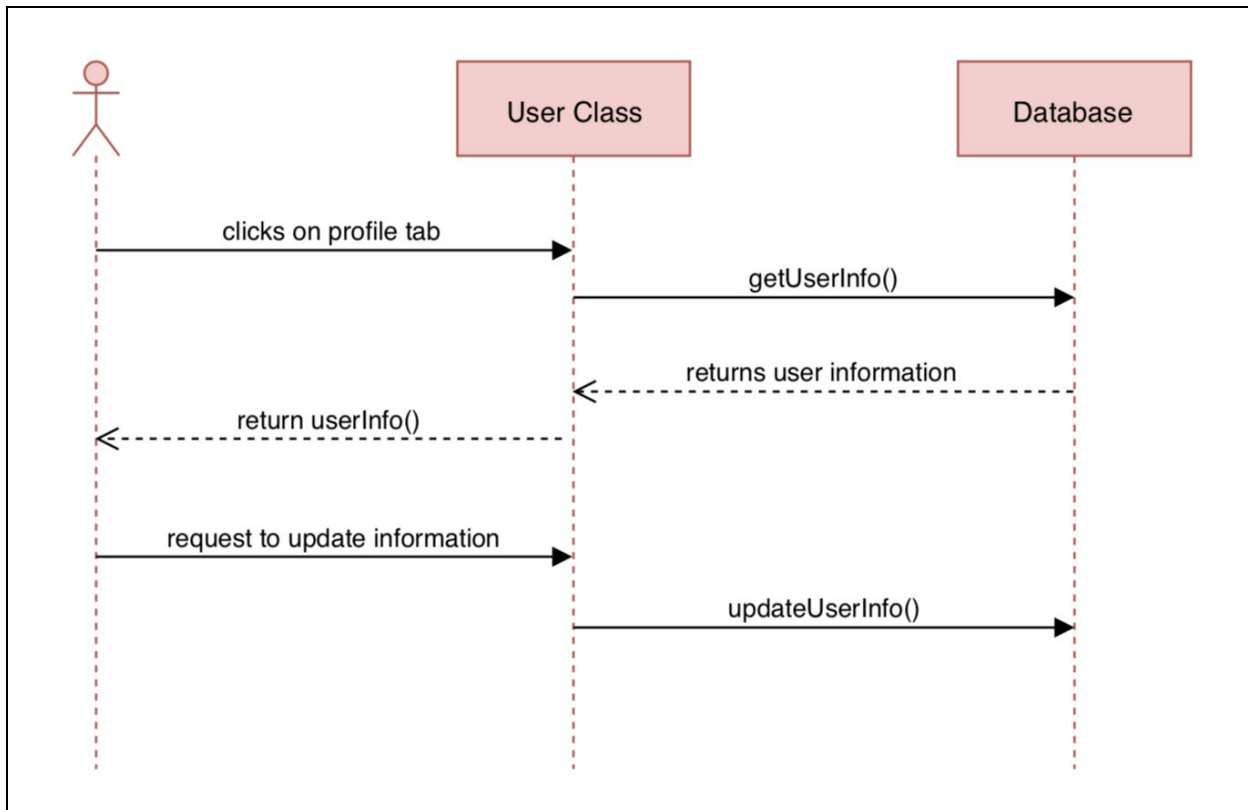 User Class
Database
clicks on profile tab
getUserInfo()
returns user information
return userInfo()
request to update information
updateUserInfo()